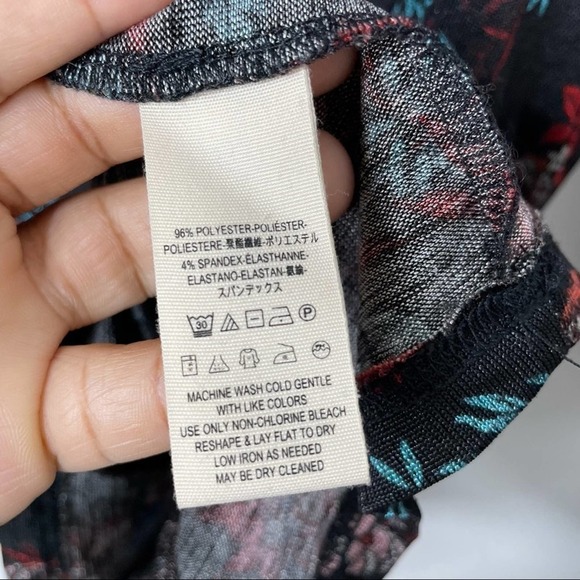 96% POLYESTER-POLIÉSTER-
POLIESTERE-聚酯纖維-ポリエステル
4% SPANDEX-ÉLASTHANNE-
ELASTANO-ELASTAN-氨綸-
スパンデックス
30 P
MACHINE WASH COLD GENTLE
WITH LIKE COLORS
USE ONLY NON-CHLORINE BLEACH
RESHAPE & LAY FLAT TO DRY
LOW IRON AS NEEDED
MAY BE DRY CLEANED